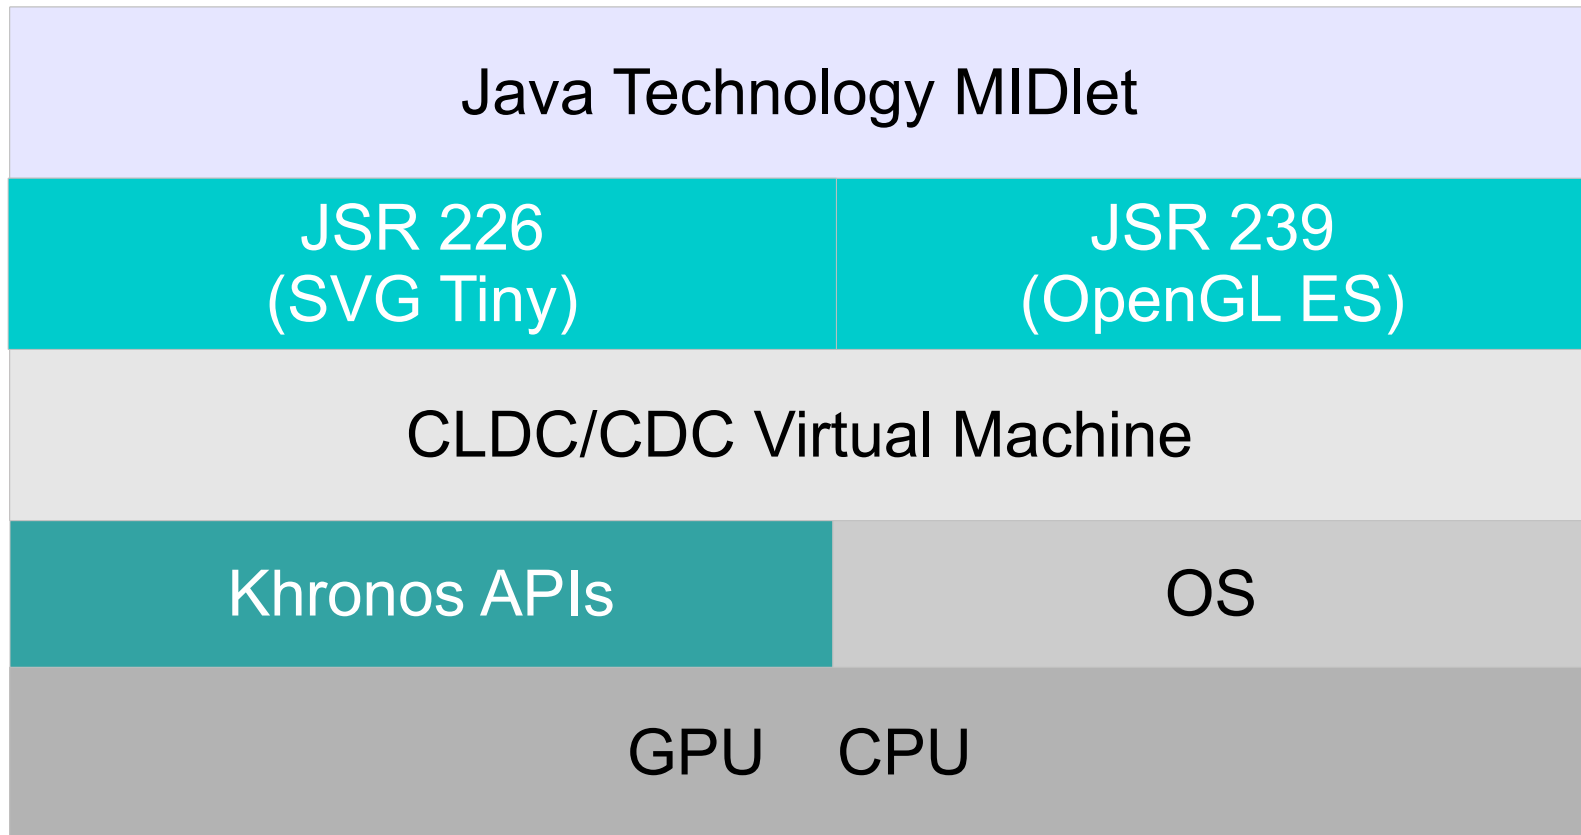 Java Technology MIDlet
JSR 226
(SVG Tiny)
JSR 239
(OpenGL ES)
CLDC/CDC Virtual Machine
Khronos APIs
OS
GPU CPU